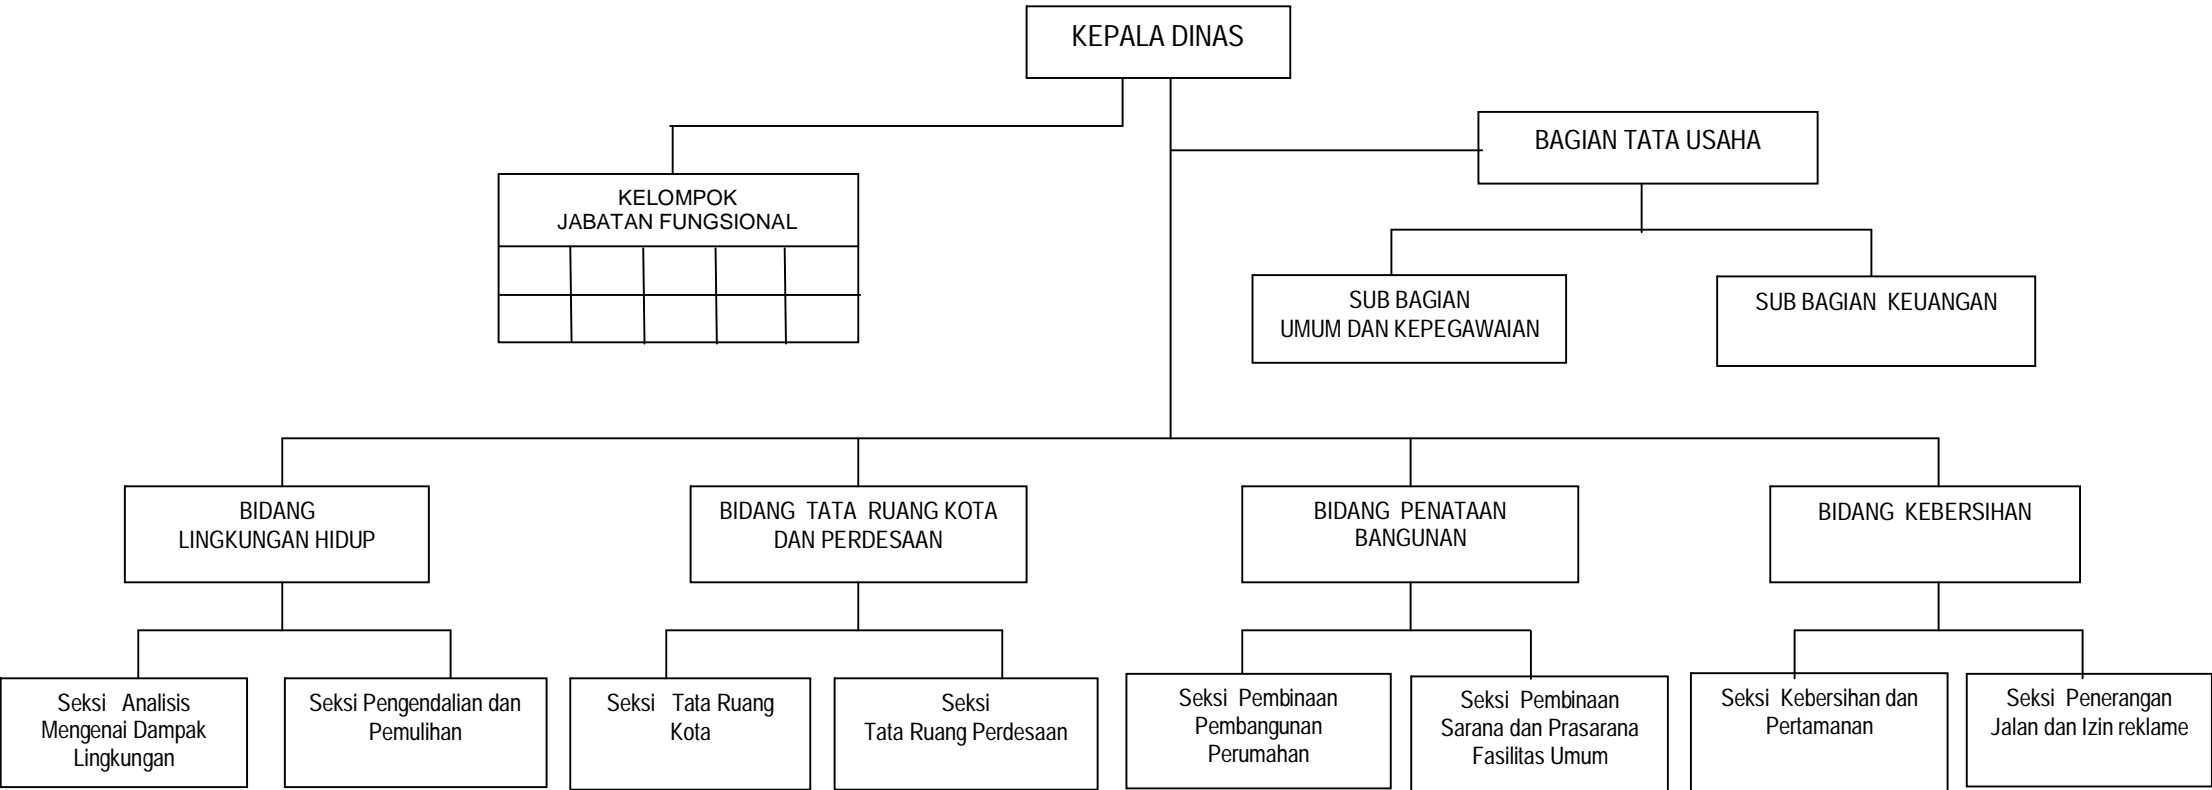 KEPALA DINAS
BAGIAN TATA USAHA
KELOMPOK
JABATAN FUNGSIONAL
SUB BAGIAN
UMUM DAN KEPEGAWAIAN
SUB BAGIAN KEUANGAN
BIDANG
LINGKUNGAN HIDUP
BIDANG TATA RUANG KOTA
DAN PERDESAAN
BIDANG PENATAAN
BANGUNAN
BIDANG KEBERSIHAN
Seksi Analisis
Mengenai Dampak
Lingkungan
Seksi Pengendalian dan
Pemulihan
Seksi Tata Ruang
Kota
Seksi
Tata Ruang Perdesaan
Seksi Pembinaan
Pembangunan
Perumahan
Seksi Pembinaan
Sarana dan Prasarana
Fasilitas Umum
Seksi Kebersihan dan
Pertamanan
Seksi Penerangan
Jalan dan Izin reklame